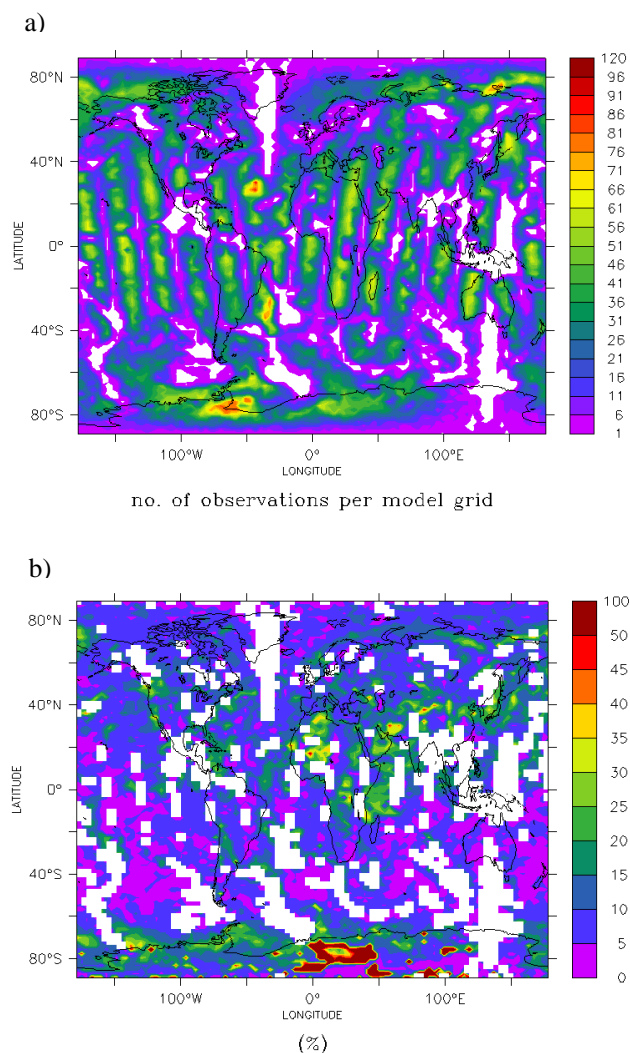 a)
80°N
40°N
0°
40°S
80°S
LATITUDE
100°W 0° 100°E
LONGITUDE
120
96
91
86
81
76
71
66
61
56
51
46
41
36
31
26
21
16
11
6
1
no. of observations per model grid
b)
80°N
40°N
0°
40°S
80°S
LATITUDE
100°W 0° 100°E
LONGITUDE
100
50
45
40
35
30
25
20
15
10
5
0
(%)